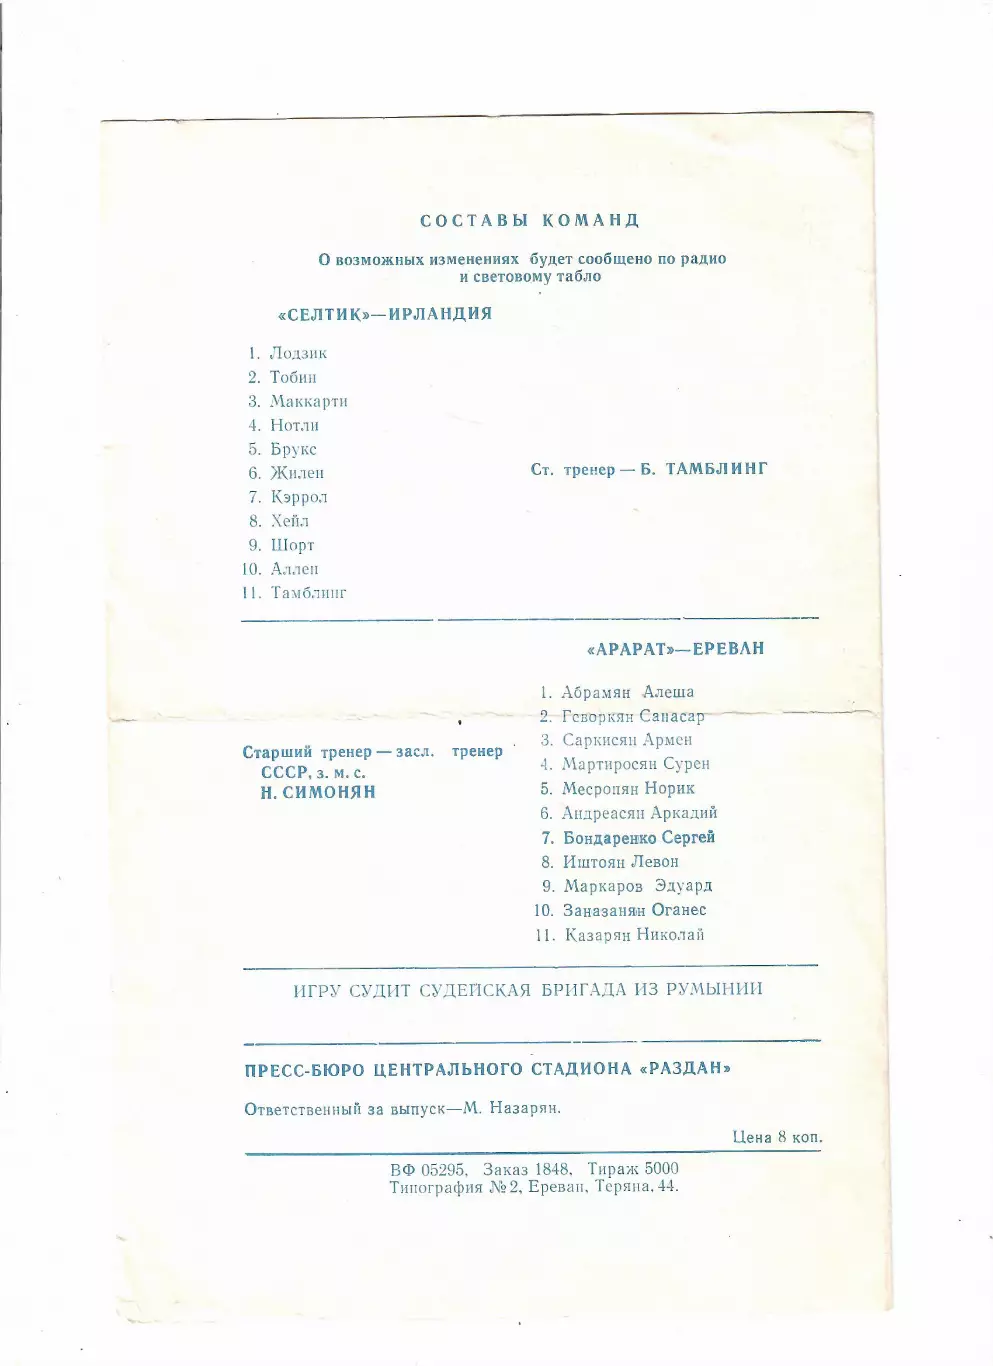 СОСТАВЫ КОМАНД
О возможных изменениях будет сообщено по радио
и световому табло
«СЕЛТИК»—ИРЛАНДИЯ
1. Лодзик
2. Тобин
3. Маккарти
4. Нотли
5. Брукс
6. Жилен
7. Кэррол
8. Хейл
9. Шорт
10. Аллен
11. Тамблинг
Ст. тренер — Б. ТАМБЛИНГ
«АРАРАТ»—ЕРЕВАН
1. Абрамян Алеша
2. Геворкян Санасар
3. Саркисян Армен
4. Мартиросян Сурен
5. Месропян Норик
6. Андреасян Аркадий
7. Бондаренко Сергей
8. Иштоян Левон
9. Маркаров Эдуард
10. Заназанян Оганес
11. Казарян Николай
Старший тренер — засл. тренер
СССР, з. м. с.
Н. СИМОНЯН
ИГРУ СУДИТ СУДЕЙСКАЯ БРИГАДА ИЗ РУМЫНИИ
ПРЕСС-БЮРО ЦЕНТРАЛЬНОГО СТАДИОНА «РАЗДАН»
Ответственный за выпуск—М. Назарян.
Цена 8 коп.
ВФ 05295, Заказ 1848, Тираж 5000
Типография №2, Ереван, Теряна, 44.